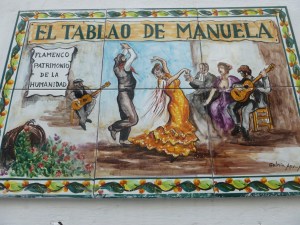 EL TABLAO DE MANUELA
FLAMENCO
PATRIMONIO
DE LA
HUMANIDAD